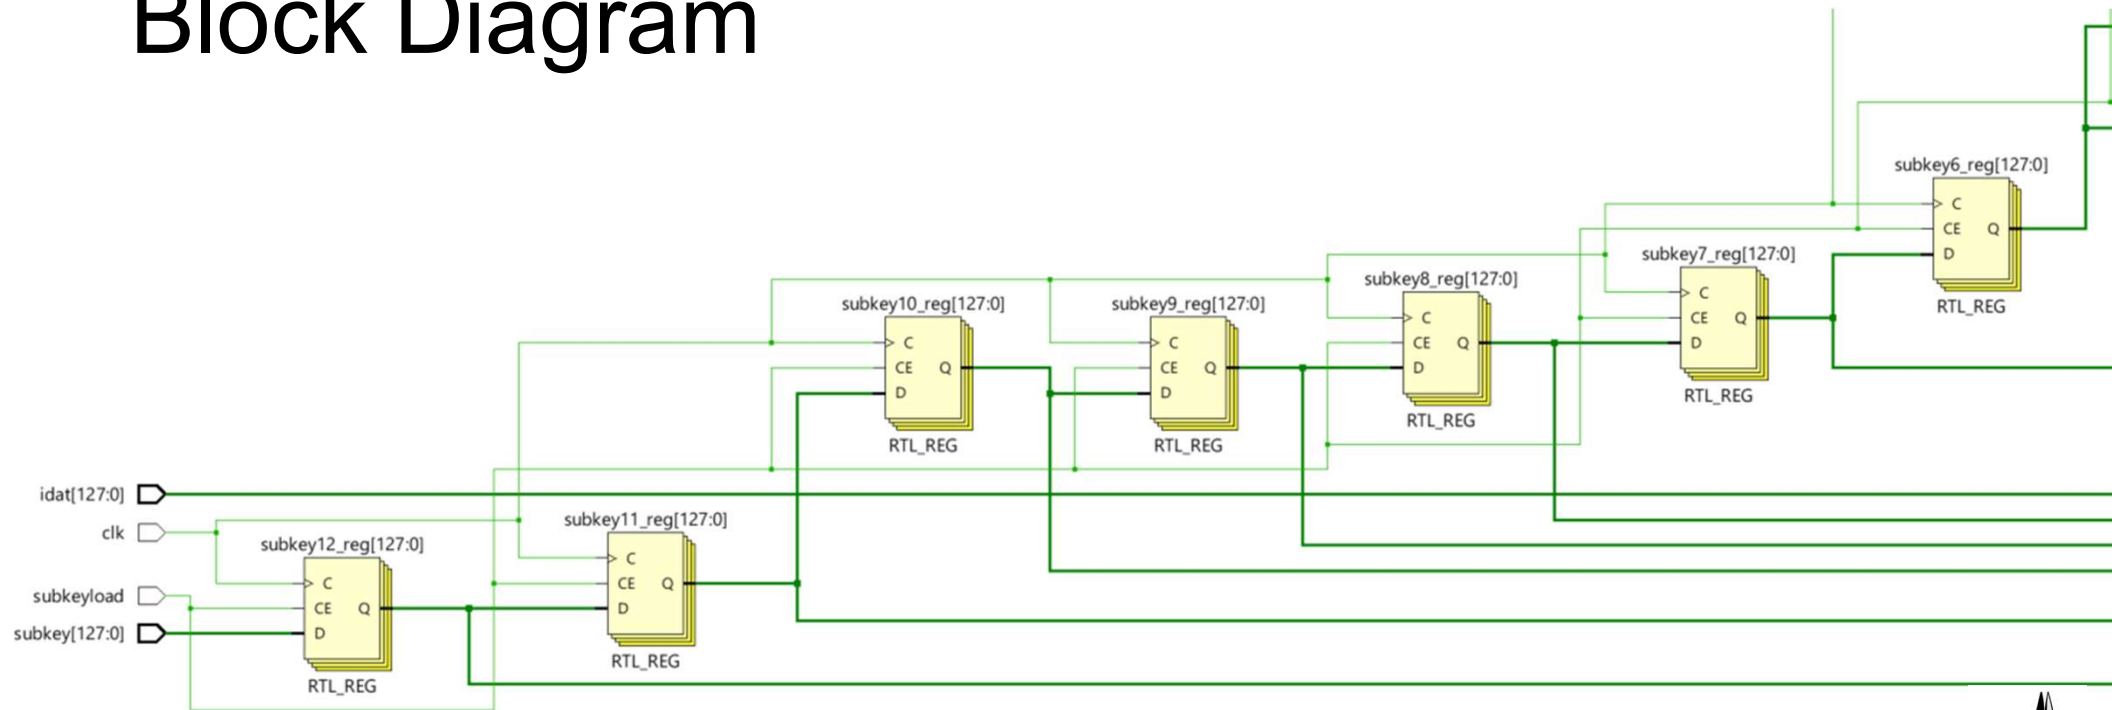 Block Diagram
subkey6_reg[127:0]
C
CE Q
D
RTL_REG
subkey7_reg[127:0]
C
CE Q
D
RTL_REG
subkey8_reg[127:0]
C
CE Q
D
RTL_REG
subkey10_reg[127:0]
C
CE Q
D
RTL_REG
subkey9_reg[127:0]
C
CE Q
D
RTL_REG
idat[127:0]
clk
subkeyload
subkey[127:0]
subkey11_reg[127:0]
C
CE Q
D
RTL_REG
subkey12_reg[127:0]
C
CE Q
D
RTL_REG